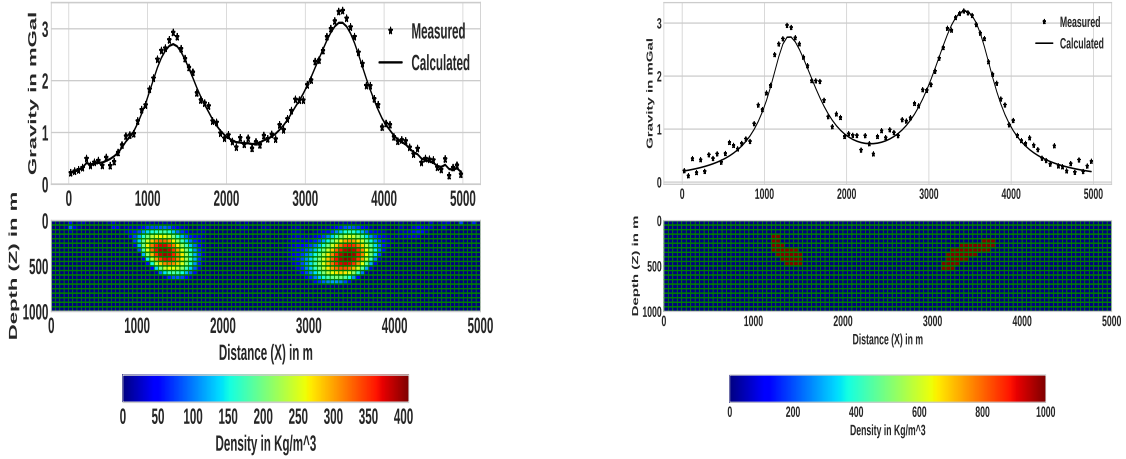 Gravity in mGal
3
2
1
0
Measured
Calculated
0 1000 2000 3000 4000 5000
Depth (Z) in m
0
500
1000
0 1000 2000 3000 4000 5000
Distance (X) in m
0 50 100 150 200 250 300 350 400
Density in Kg/m^3
Gravity in mGal
3
2
1
0
Measured
Calculated
0 1000 2000 3000 4000 5000
Depth (Z) in m
0
500
1000
0 1000 2000 3000 4000 5000
Distance (X) in m
0 200 400 600 800 1000
Density in Kg/m^3